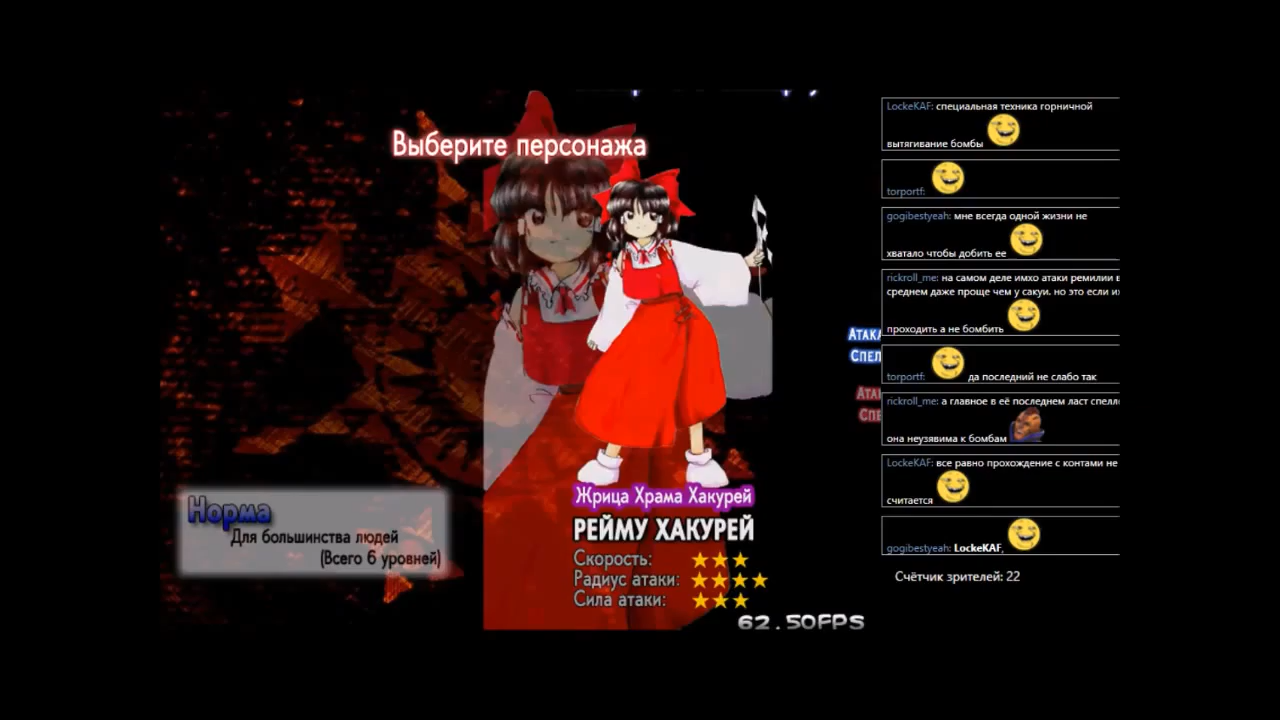 Выберите персонажа
Норма
Для большинства людей
(Всего 6 уровней)
Жрица Храма Хакурей
РЕЙМУ ХАКУРЕЙ
Скорость: ★★★
Радиус атаки: ★★★★
Сила атаки: ★★★
62.50FPS
LockeKAF: специальная техника горничной
вытягивание бомбы
torportf:
gogibestyeah: мне всегда одной жизни не
хватало чтобы добить ее
rickroll_me: на самом деле имхо атаки ремилии в
среднем даже проще чем у сакуи. но это если
проходить а не бомбить
torportf: да последний не слабо так
rickroll_me: а главное в её последнем ласт
она неузявима к бомбам
LockeKAF: все равно прохождение с контами не
считается
gogibestyeah: LockeKAF,
Счётчик зрителей: 22